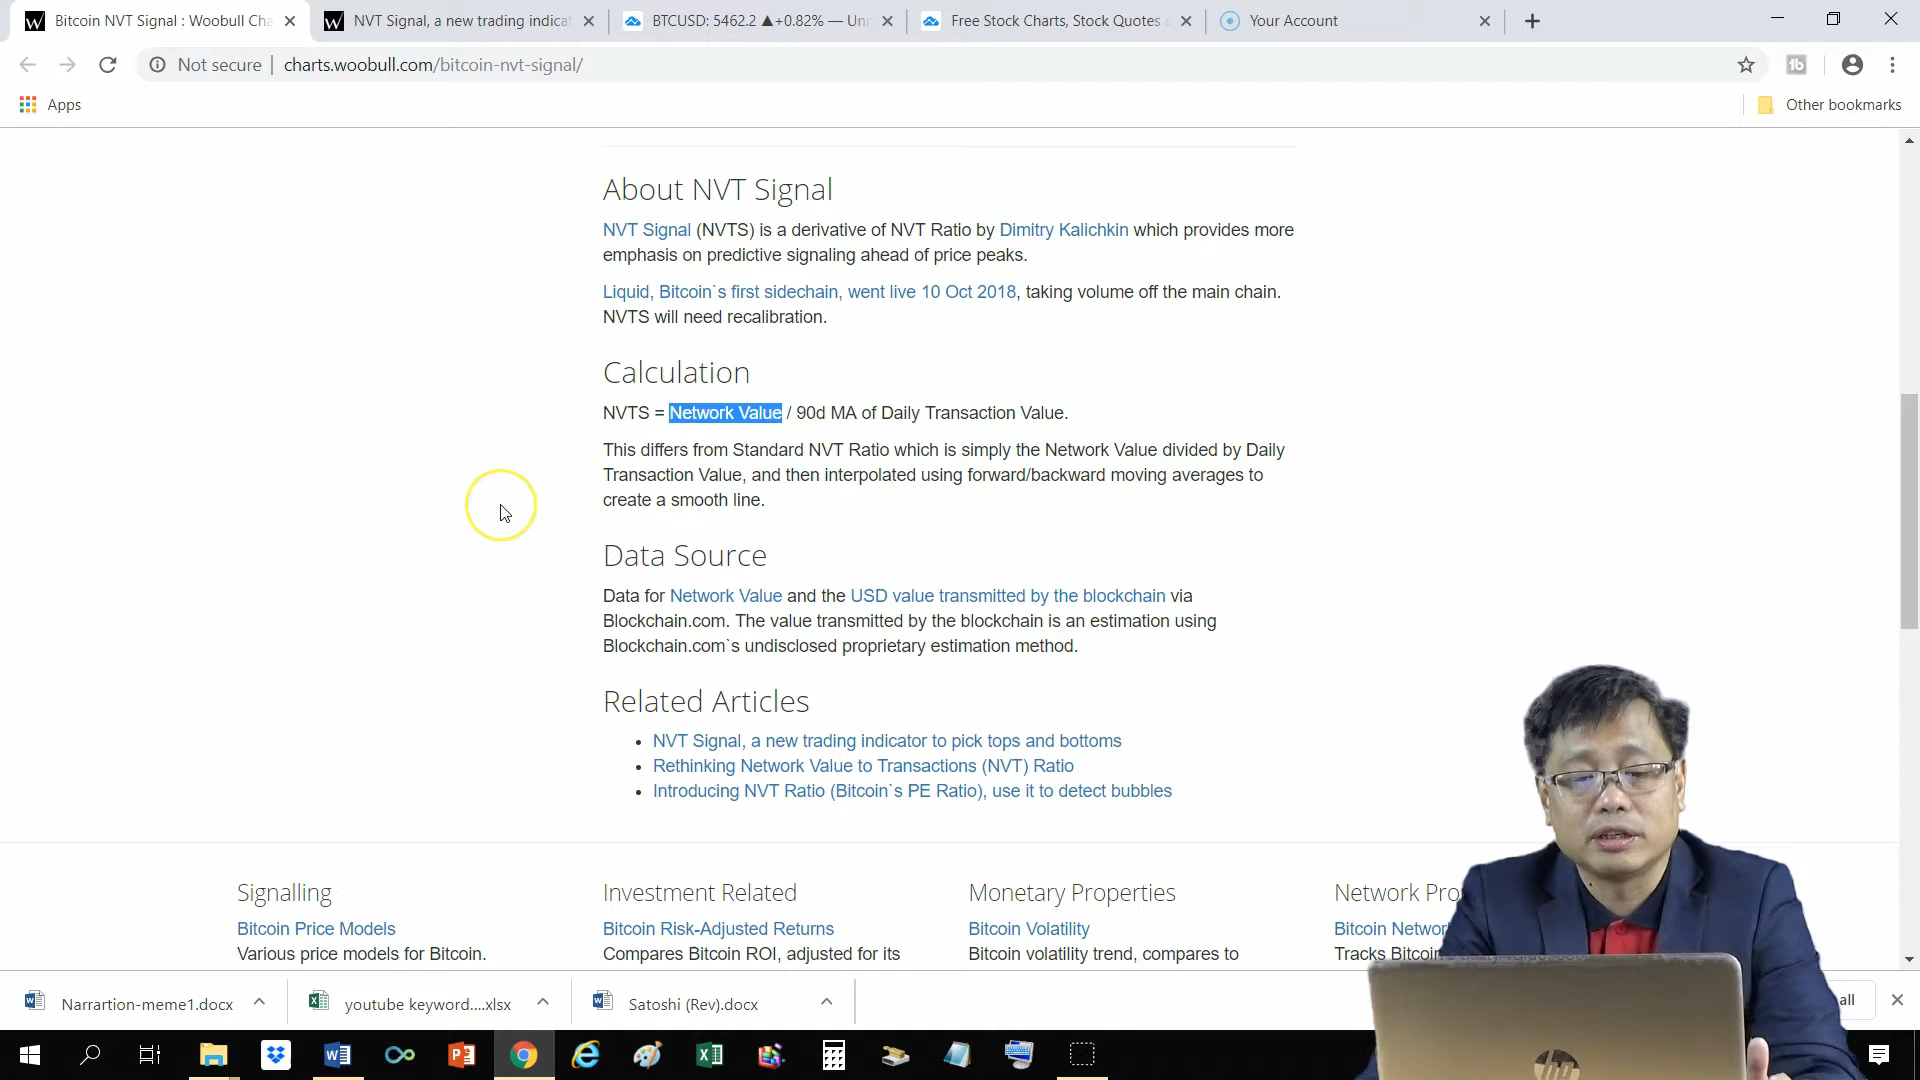 Bitcoin NVT Signal : Woobull Cha
NVT Signal, a new trading indicat
BTCUSD: 5462.2 ▲+0.82% — Unn
Free Stock Charts, Stock Quotes a
Your Account
Not secure | charts.woobull.com/bitcoin-nvt-signal/
Apps
Other bookmarks
About NVT Signal
NVT Signal (NVTS) is a derivative of NVT Ratio by Dimitry Kalichkin which provides more
emphasis on predictive signaling ahead of price peaks.
Liquid, Bitcoin`s first sidechain, went live 10 Oct 2018, taking volume off the main chain.
NVTS will need recalibration.
Calculation
NVTS = Network Value / 90d MA of Daily Transaction Value.
This differs from Standard NVT Ratio which is simply the Network Value divided by Daily
Transaction Value, and then interpolated using forward/backward moving averages to
create a smooth line.
Data Source
Data for Network Value and the USD value transmitted by the blockchain via
Blockchain.com. The value transmitted by the blockchain is an estimation using
Blockchain.com`s undisclosed proprietary estimation method.
Related Articles
• NVT Signal, a new trading indicator to pick tops and bottoms
• Rethinking Network Value to Transactions (NVT) Ratio
• Introducing NVT Ratio (Bitcoin`s PE Ratio), use it to detect bubbles
Signalling
Bitcoin Price Models
Various price models for Bitcoin.
Investment Related
Bitcoin Risk-Adjusted Returns
Compares Bitcoin ROI, adjusted for its
Monetary Properties
Bitcoin Volatility
Bitcoin volatility trend, compares to
Network Pro
Bitcoin Networ
Tracks Bitcoin`s
Narrartion-meme1.docx
youtube keyword....xlsx
Satoshi (Rev).docx
all
hp